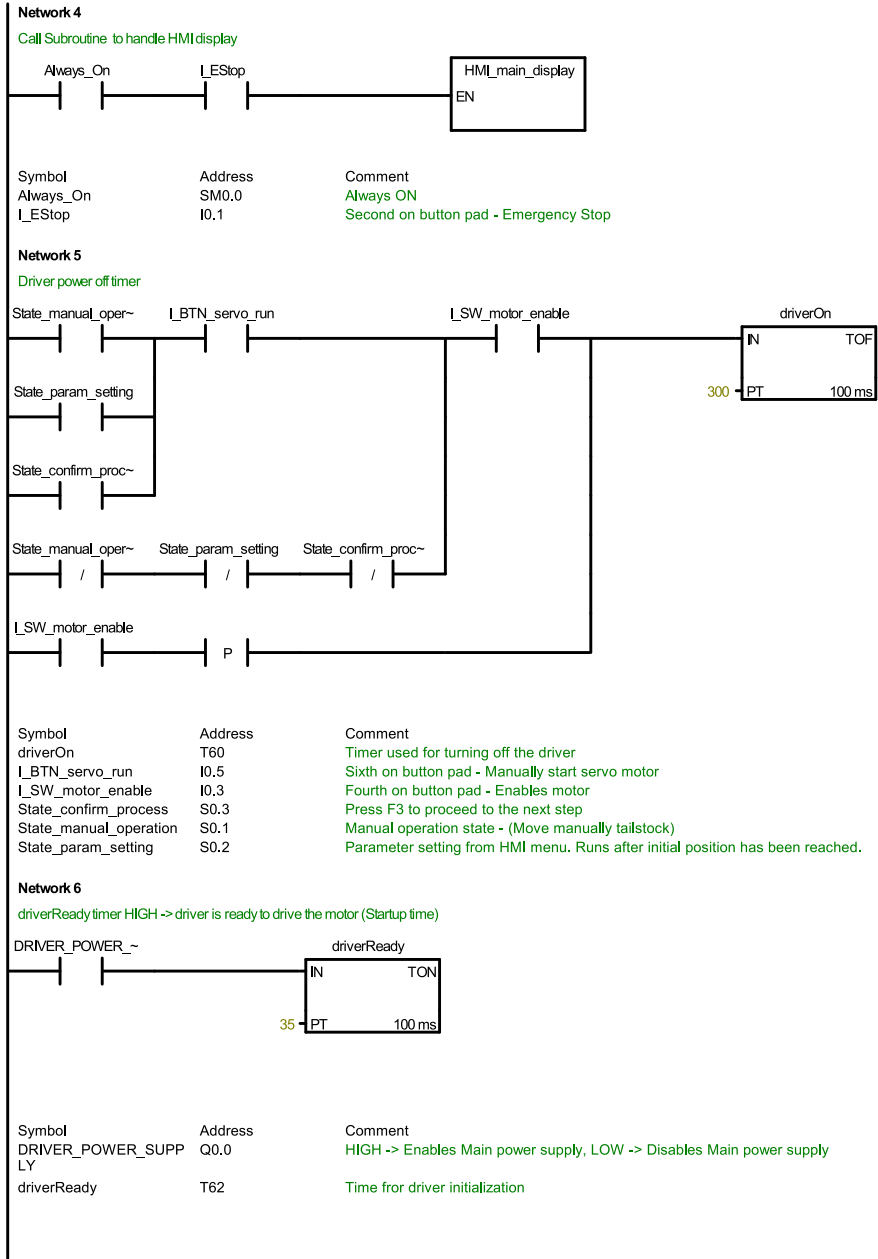 Network 4
Call Subroutine to handle HMI display
Always_On I_EStop HMI_main_display
EN
Symbol Address Comment
Always_On SM0.0 Always ON
I_EStop I0.1 Second on button pad - Emergency Stop
Network 5
Driver power off timer
State_manual_oper~ I_BTN_servo_run I_SW_motor_enable driverOn
IN TOF
State_param_setting
300 PT 100 ms
State_confirm_proc~
State_manual_oper~ State_param_setting State_confirm_proc~
/ / /
I_SW_motor_enable
P
Symbol Address Comment
driverOn T60 Timer used for turning off the driver
I_BTN_servo_run I0.5 Sixth on button pad - Manually start servo motor
I_SW_motor_enable I0.3 Fourth on button pad - Enables motor
State_confirm_process S0.3 Press F3 to proceed to the next step
State_manual_operation S0.1 Manual operation state - (Move manually tailstock)
State_param_setting S0.2 Parameter setting from HMI menu. Runs after initial position has been reached.
Network 6
driverReady timer HIGH -> driver is ready to drive the motor (Startup time)
DRIVER_POWER_~ driverReady
IN TON
35 PT 100 ms
Symbol Address Comment
DRIVER_POWER_SUPP Q0.0 HIGH -> Enables Main power supply, LOW -> Disables Main power supply
LY
driverReady T62 Time fror driver initialization